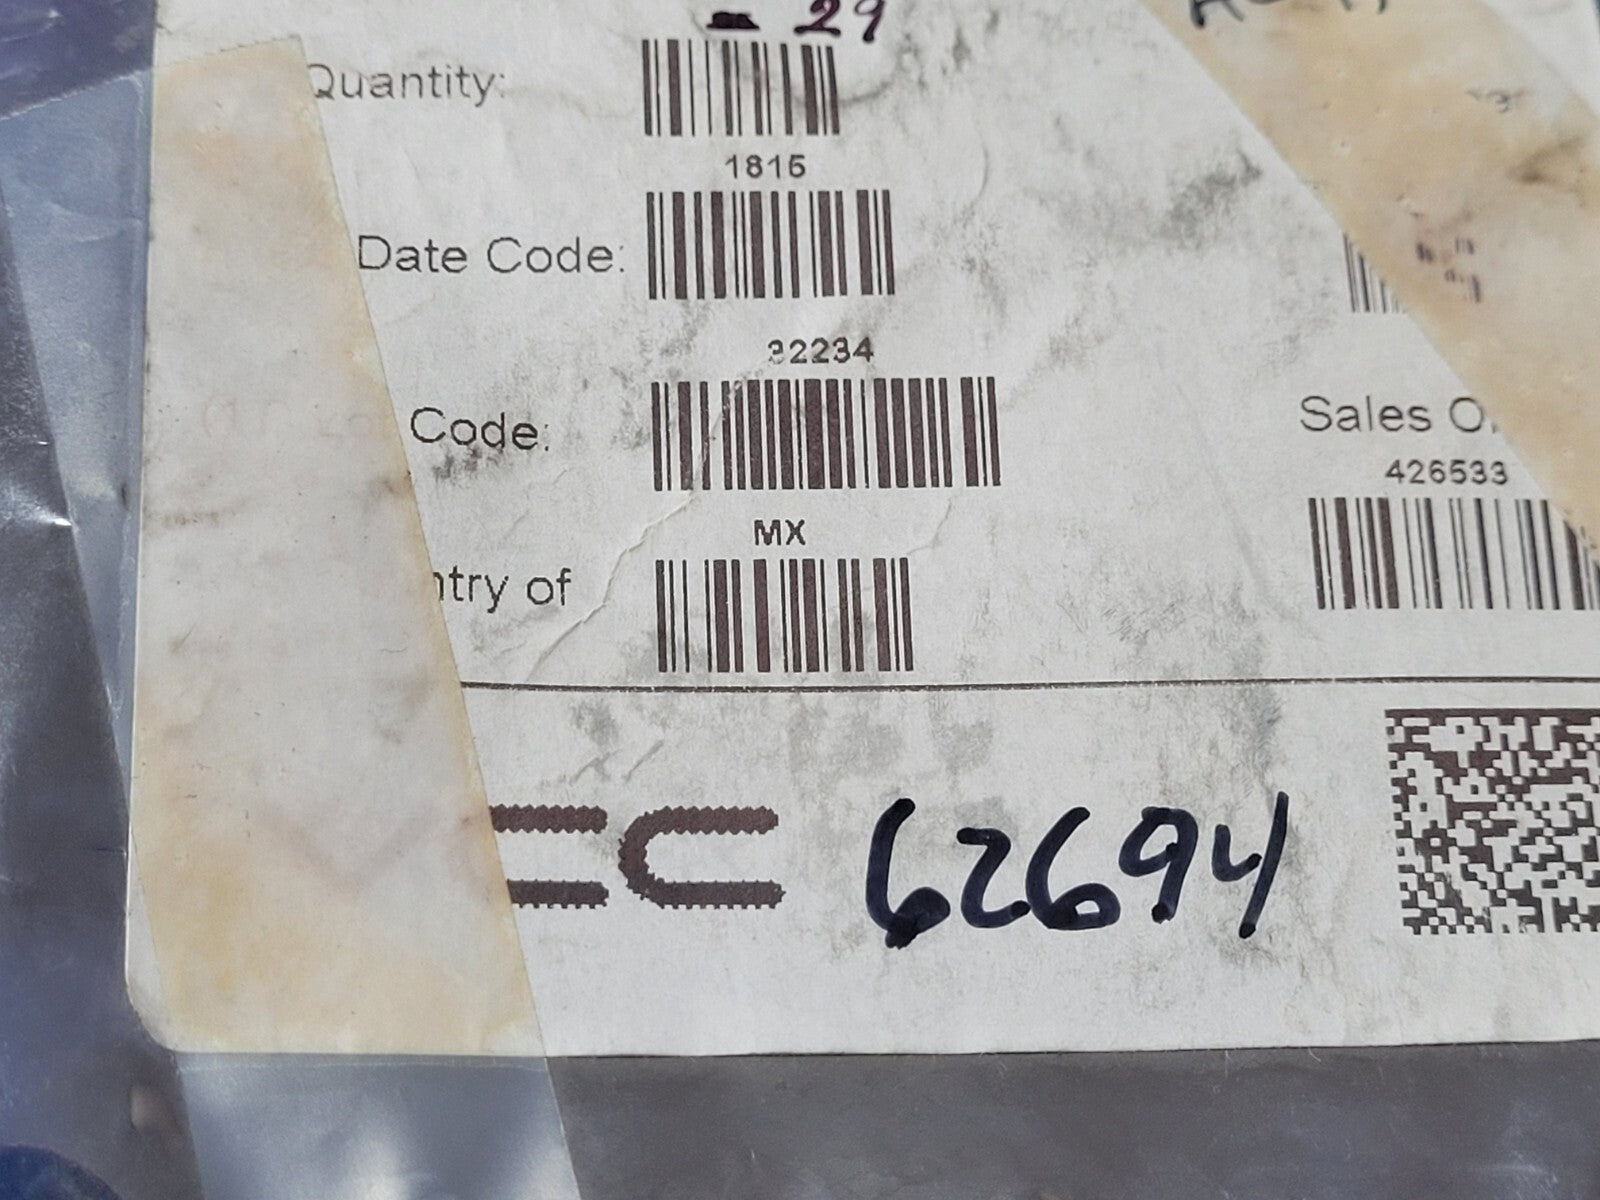 - 29
Quantity:
1815
Date Code:
32234
Code:
Sales O
426533
MX
ntry of
62694